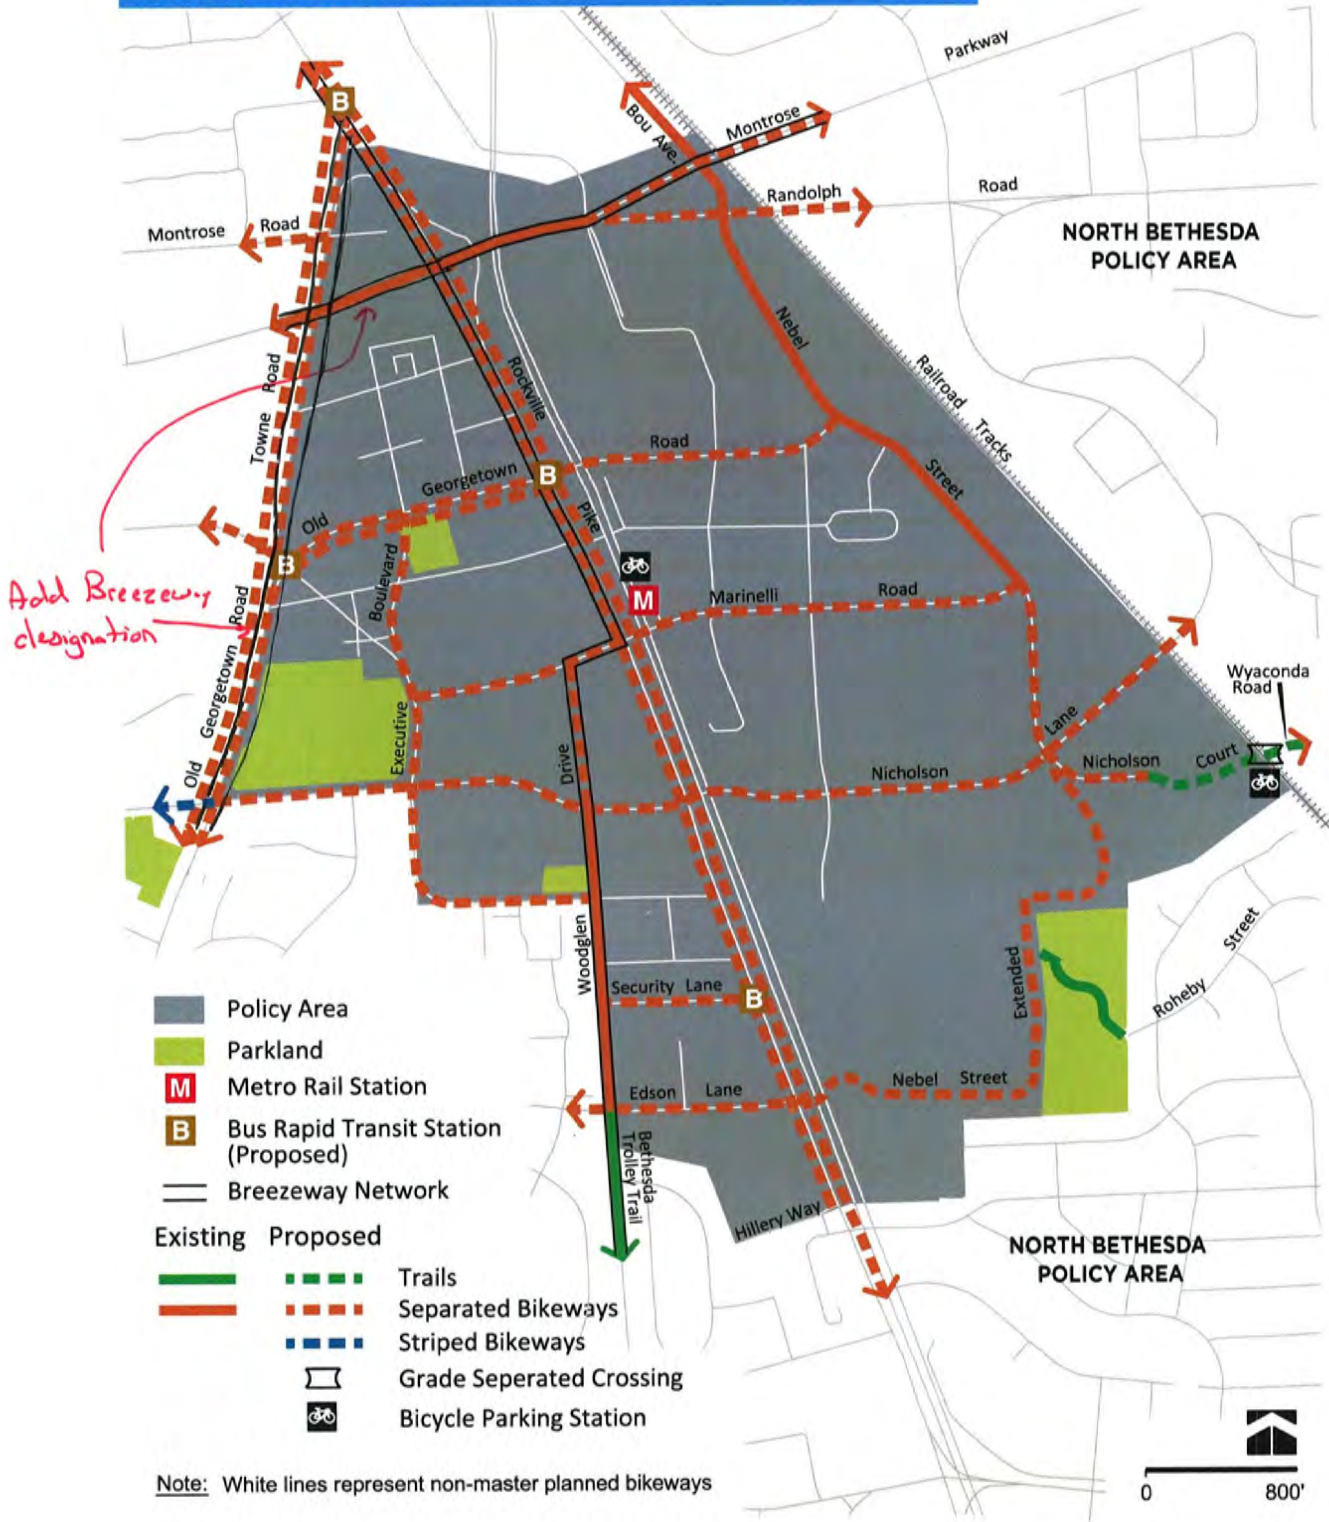 Parkway
B
Bou Ave.
Montrose
Randolph
Road
Montrose Road
NORTH BETHESDA
POLICY AREA
Nebel
Rockville
Railroad
Tracks
Towne Road
Road
Georgetown
B
Street
Old
Pike
B
Boulevard
M
Marinelli Road
Add Breezeway
designation
Georgetown Road
Wyaconda
Road
Lane
Executive
Drive
Nicholson
Nicholson
Court
Old
Woodglen
Street
Security Lane
B
Extended
Roheby
Policy Area
Parkland
M Metro Rail Station
Edson Lane
Nebel Street
B Bus Rapid Transit Station
(Proposed)
Bethesda
Trolley Trail
Breezeway Network
Hillery Way
Existing Proposed
NORTH BETHESDA
POLICY AREA
Trails
Separated Bikeways
Striped Bikeways
Grade Seperated Crossing
Bicycle Parking Station
Note: White lines represent non-master planned bikeways
0 800'